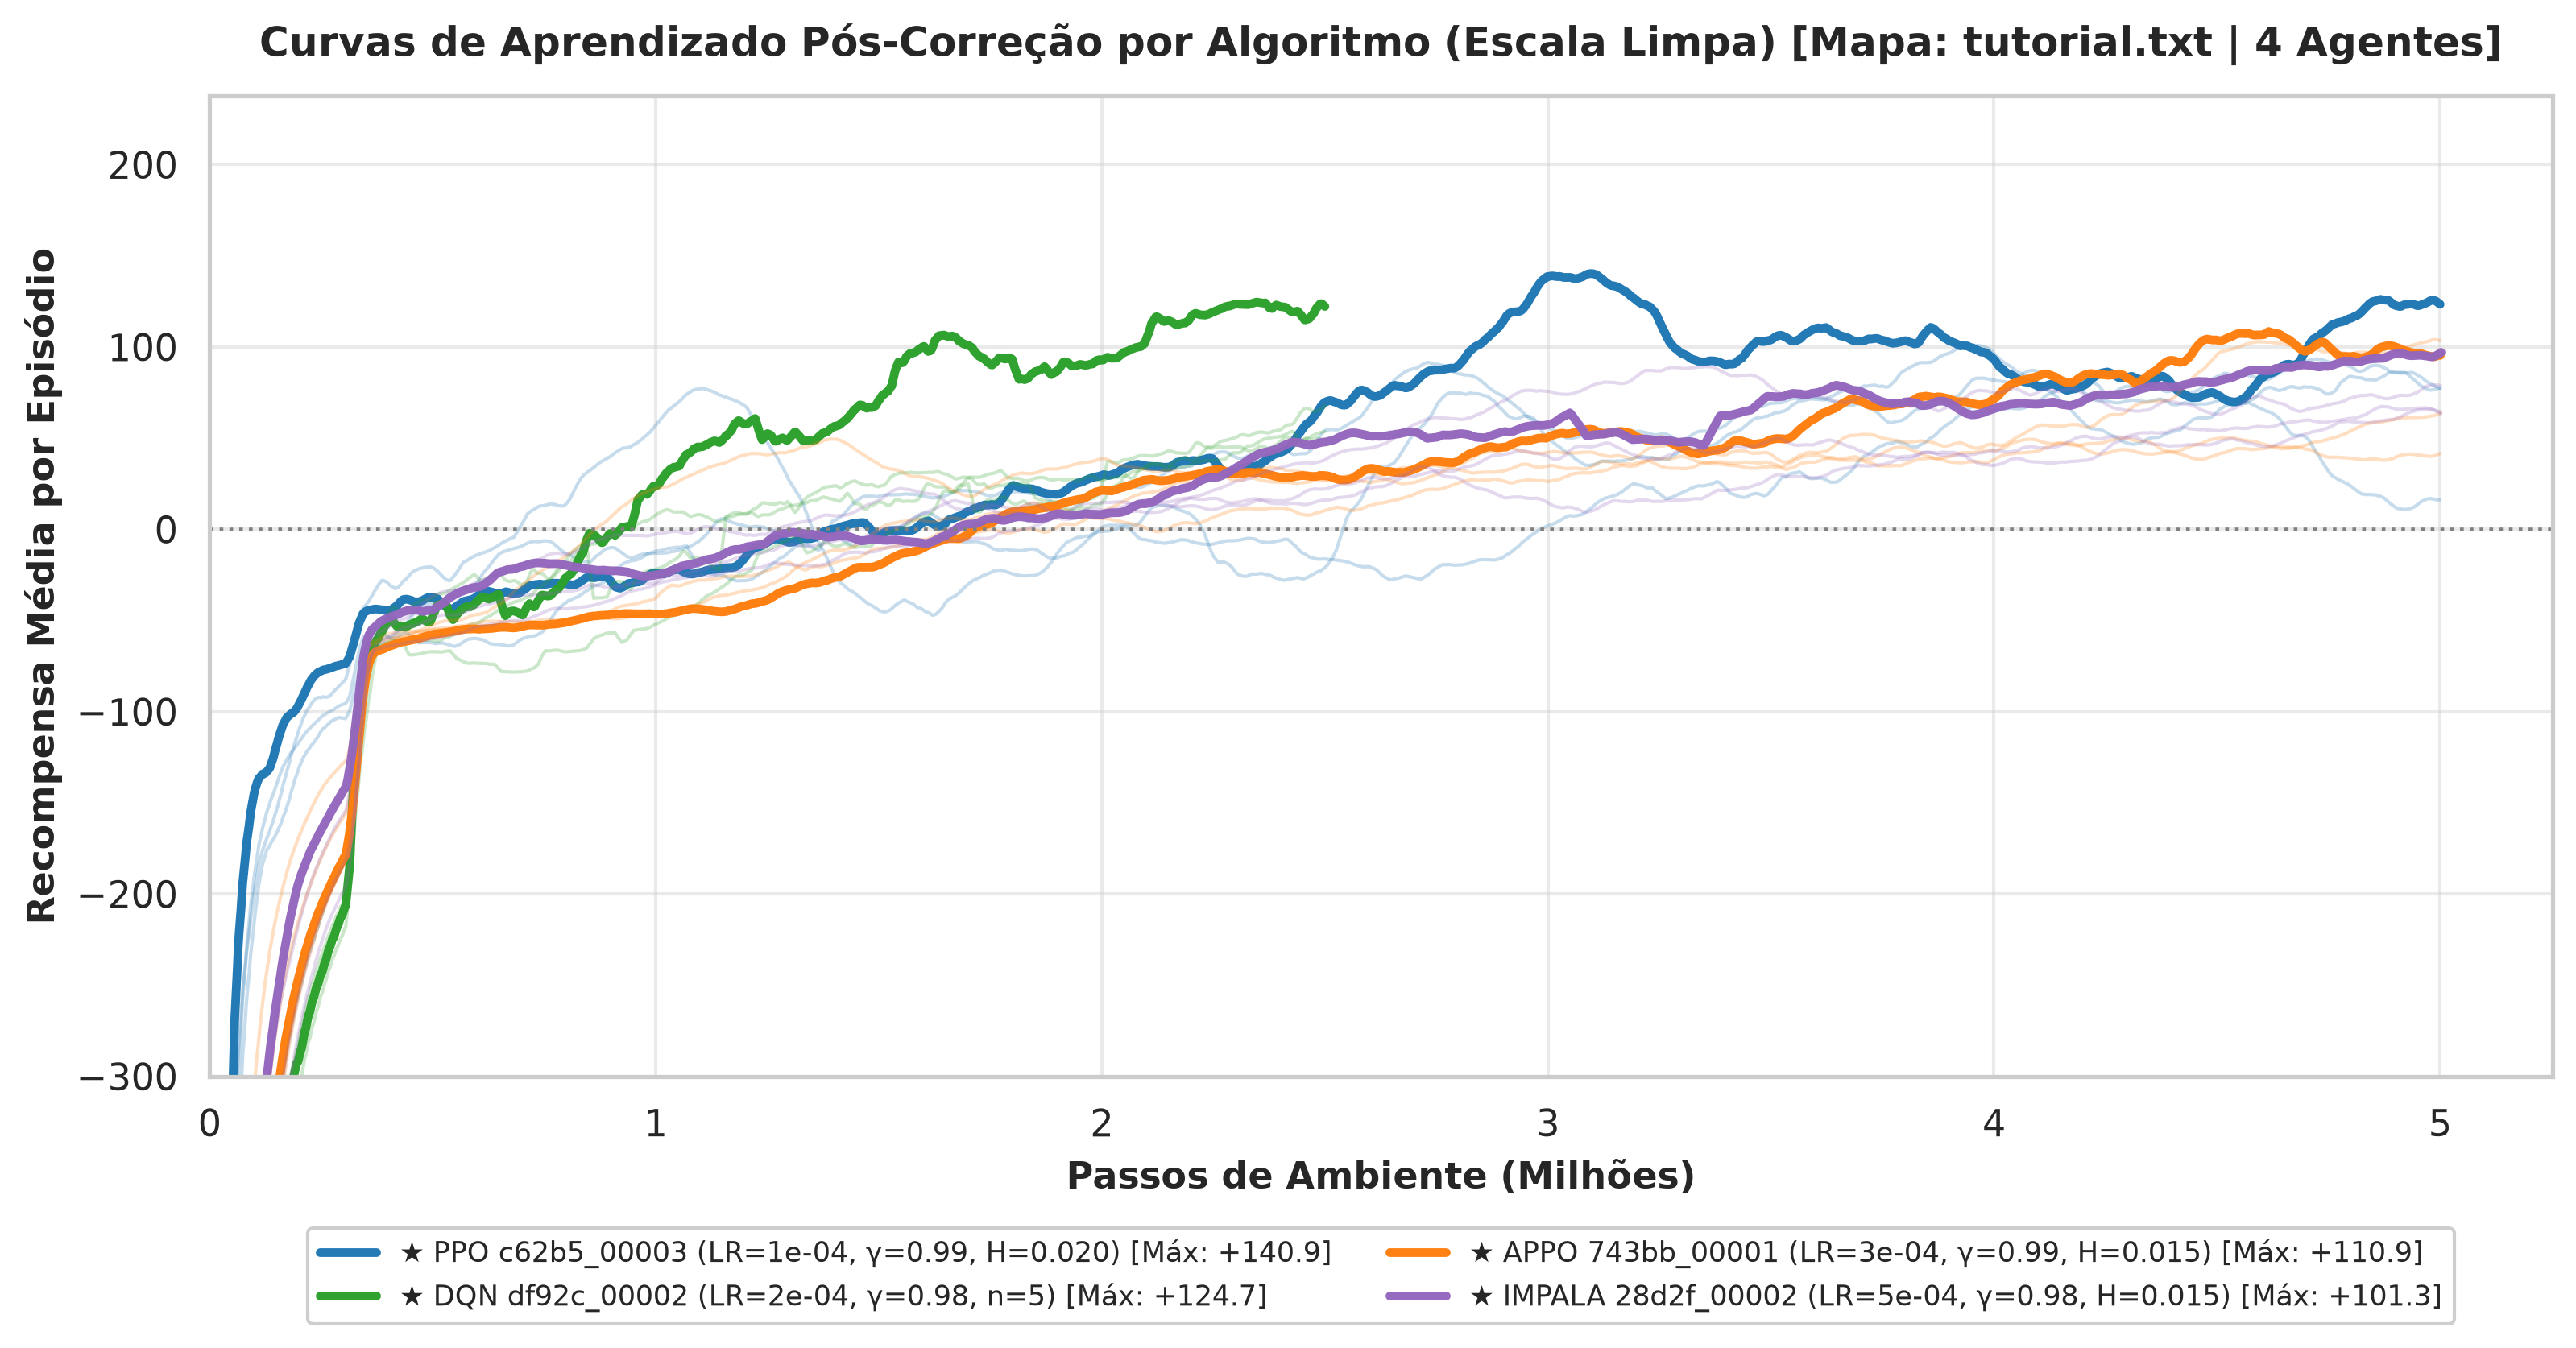 Curvas de Aprendizado Pós-Correção por Algoritmo (Escala Limpa) [Mapa: tutorial.txt | 4 Agentes]
Recompensa Média por Episódio
200
100
0
−100
−200
−300
0 1 2 3 4 5
Passos de Ambiente (Milhões)
★ PPO c62b5_00003 (LR=1e-04, γ=0.99, H=0.020) [Máx: +140.9]
★ DQN df92c_00002 (LR=2e-04, γ=0.98, n=5) [Máx: +124.7]
★ APPO 743bb_00001 (LR=3e-04, γ=0.99, H=0.015) [Máx: +110.9]
★ IMPALA 28d2f_00002 (LR=5e-04, γ=0.98, H=0.015) [Máx: +101.3]